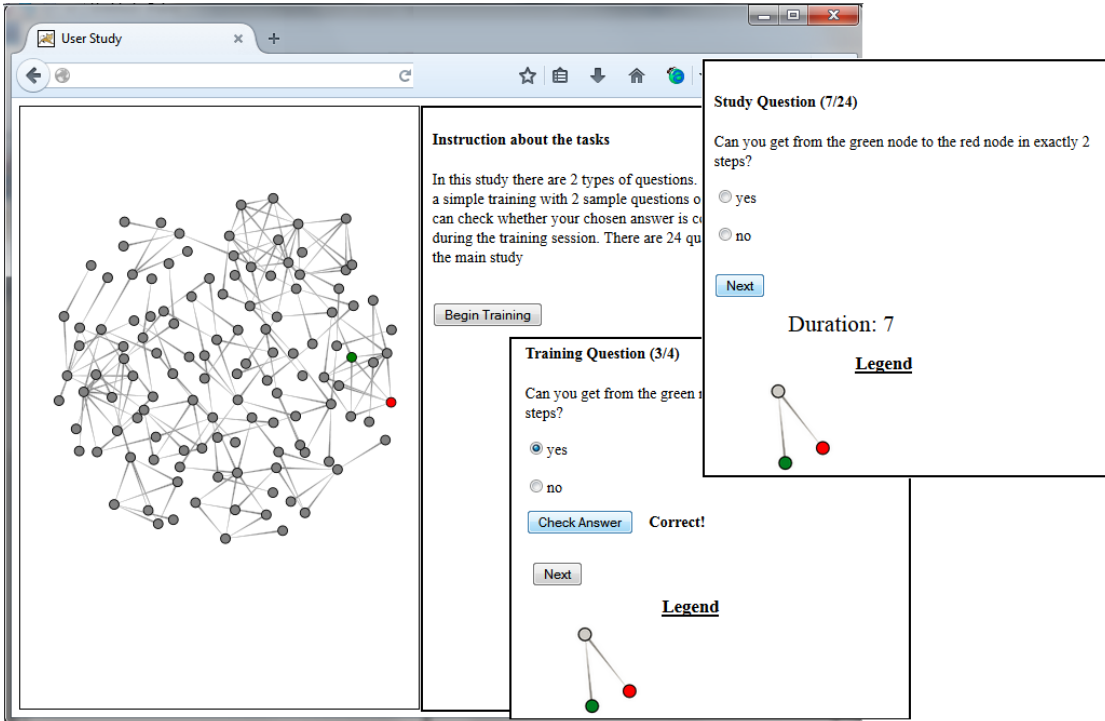 User Study
Instruction about the tasks
In this study there are 2 types of questions.
a simple training with 2 sample questions o
can check whether your chosen answer is c
during the training session. There are 24 qu
the main study
Begin Training
Training Question (3/4)
Can you get from the green
steps?
yes
no
Check Answer Correct!
Next
Legend
Study Question (7/24)
Can you get from the green node to the red node in exactly 2
steps?
yes
no
Next
Duration: 7
Legend